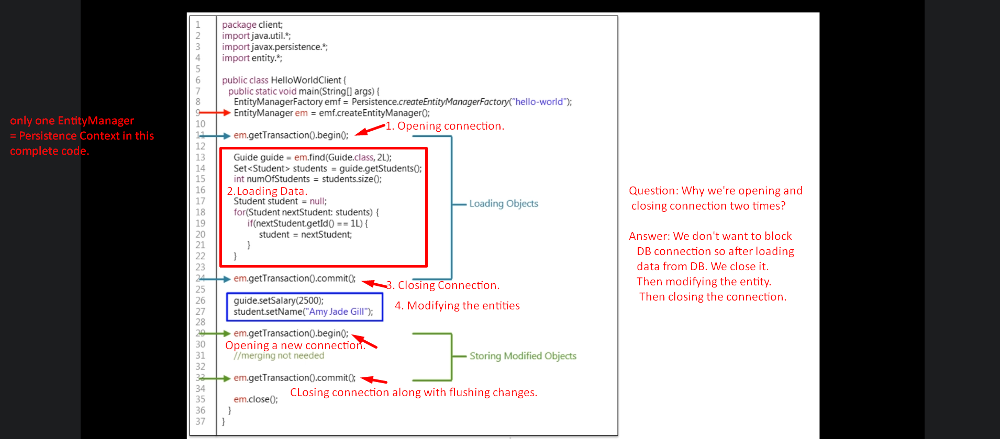 1 package client;
2 import java.util.*;
3 import javax.persistence.*;
4 import entity.*;
5
6 public class HelloWorldClient {
7 public static void main(String[] args) {
8 EntityManagerFactory emf = Persistence.createEntityManagerFactory("hello-world");
9 EntityManager em = emf.createEntityManager();
only one EntityManager
= Persistence Context in this
complete code.
10
1. Opening connection.
11 em.getTransaction().begin();
12
13 Guide guide = em.find(Guide.class, 2L);
14 Set<Student> students = guide.getStudents();
15 int numOfStudents = students.size();
16
2.Loading Data.
17 Student student = null;
18 for(Student nextStudent: students) {
19 if(nextStudent.getId() == 1L) {
20 student = nextStudent;
21 }
22 }
23
Loading Objects
24 em.getTransaction().commit();
3. Closing Connection.
25
26 guide.setSalary(2500);
27 student.setName("Amy Jade Gill");
4. Modifying the entities
28
29 em.getTransaction().begin();
30
Opening a new connection.
31 //merging not needed
Storing Modified Objects
32
33 em.getTransaction().commit();
34
CLosing connection along with flushing changes.
35 em.close();
36 }
37 }
Question: Why we're opening and
closing connection two times?
Answer: We don't want to block
DB connection so after loading
data from DB. We close it.
Then modifying the entity.
Then closing the connection.